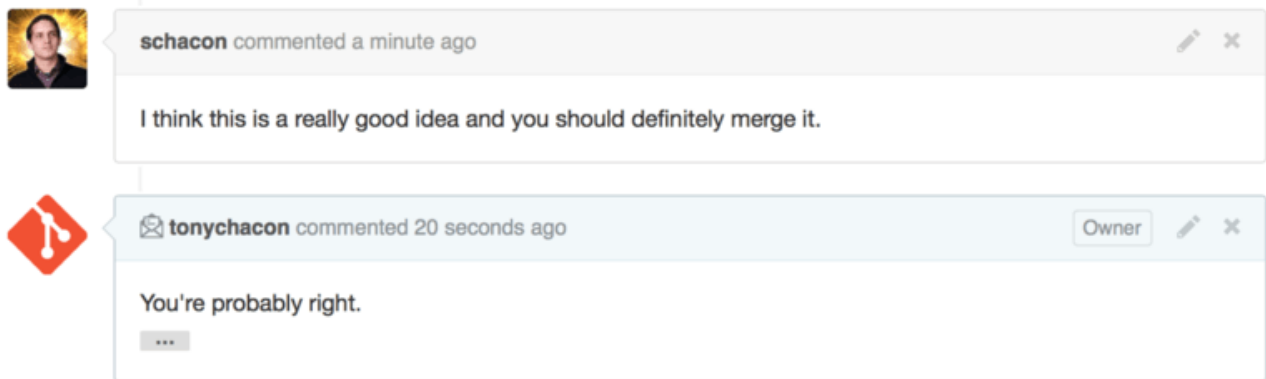 schacon commented a minute ago
I think this is a really good idea and you should definitely merge it.
tonychacon commented 20 seconds ago Owner
You're probably right.
...